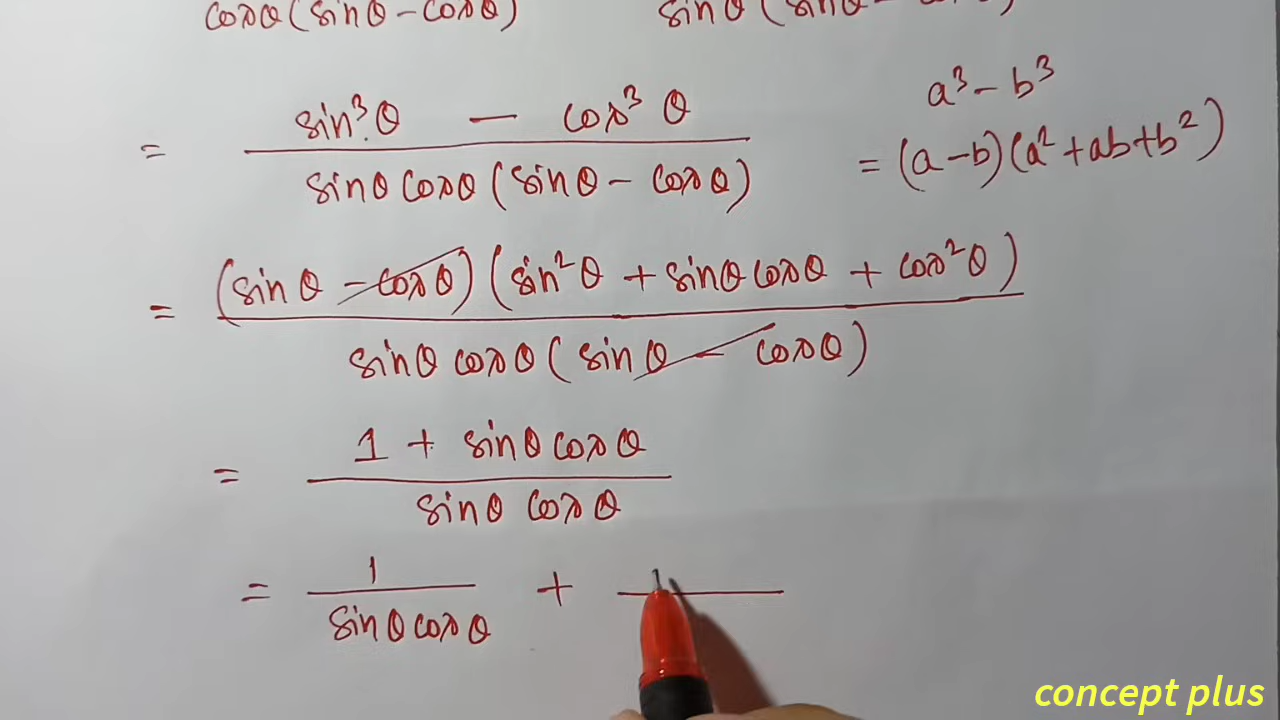 cosθ(sinθ-cosθ) sinθ(sinθ
a³-b³
= sin³θ - cos³θ
sinθ cosθ(sinθ-cosθ) = (a-b)(a²+ab+b²)
= (sinθ-cosθ)(sin²θ + sinθ cosθ + cos²θ)
sinθ cosθ(sinθ - cosθ)
= 1 + sinθ cosθ
sinθ cosθ
= 1 +
sinθ cosθ
concept plus